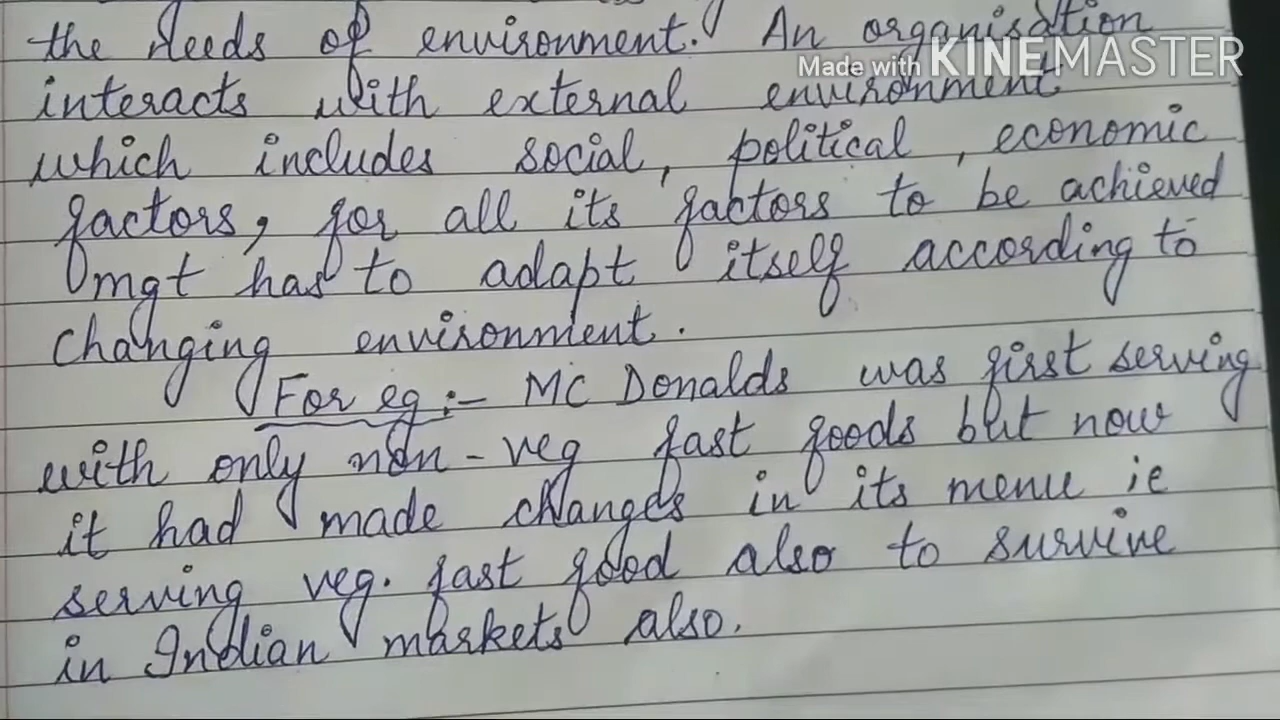 the needs of environment. An organisation
Made with KINEMASTER
interacts with external environment
which includes social, political, economic
factors, for all its factors to be achieved
mgt has to adapt itself according to
changing environment.
For eg :- MC Donalds was first serving
with only non-veg fast foods but now
it had made changes in its menu ie
serving veg. fast food also to survive
in Indian markets also.